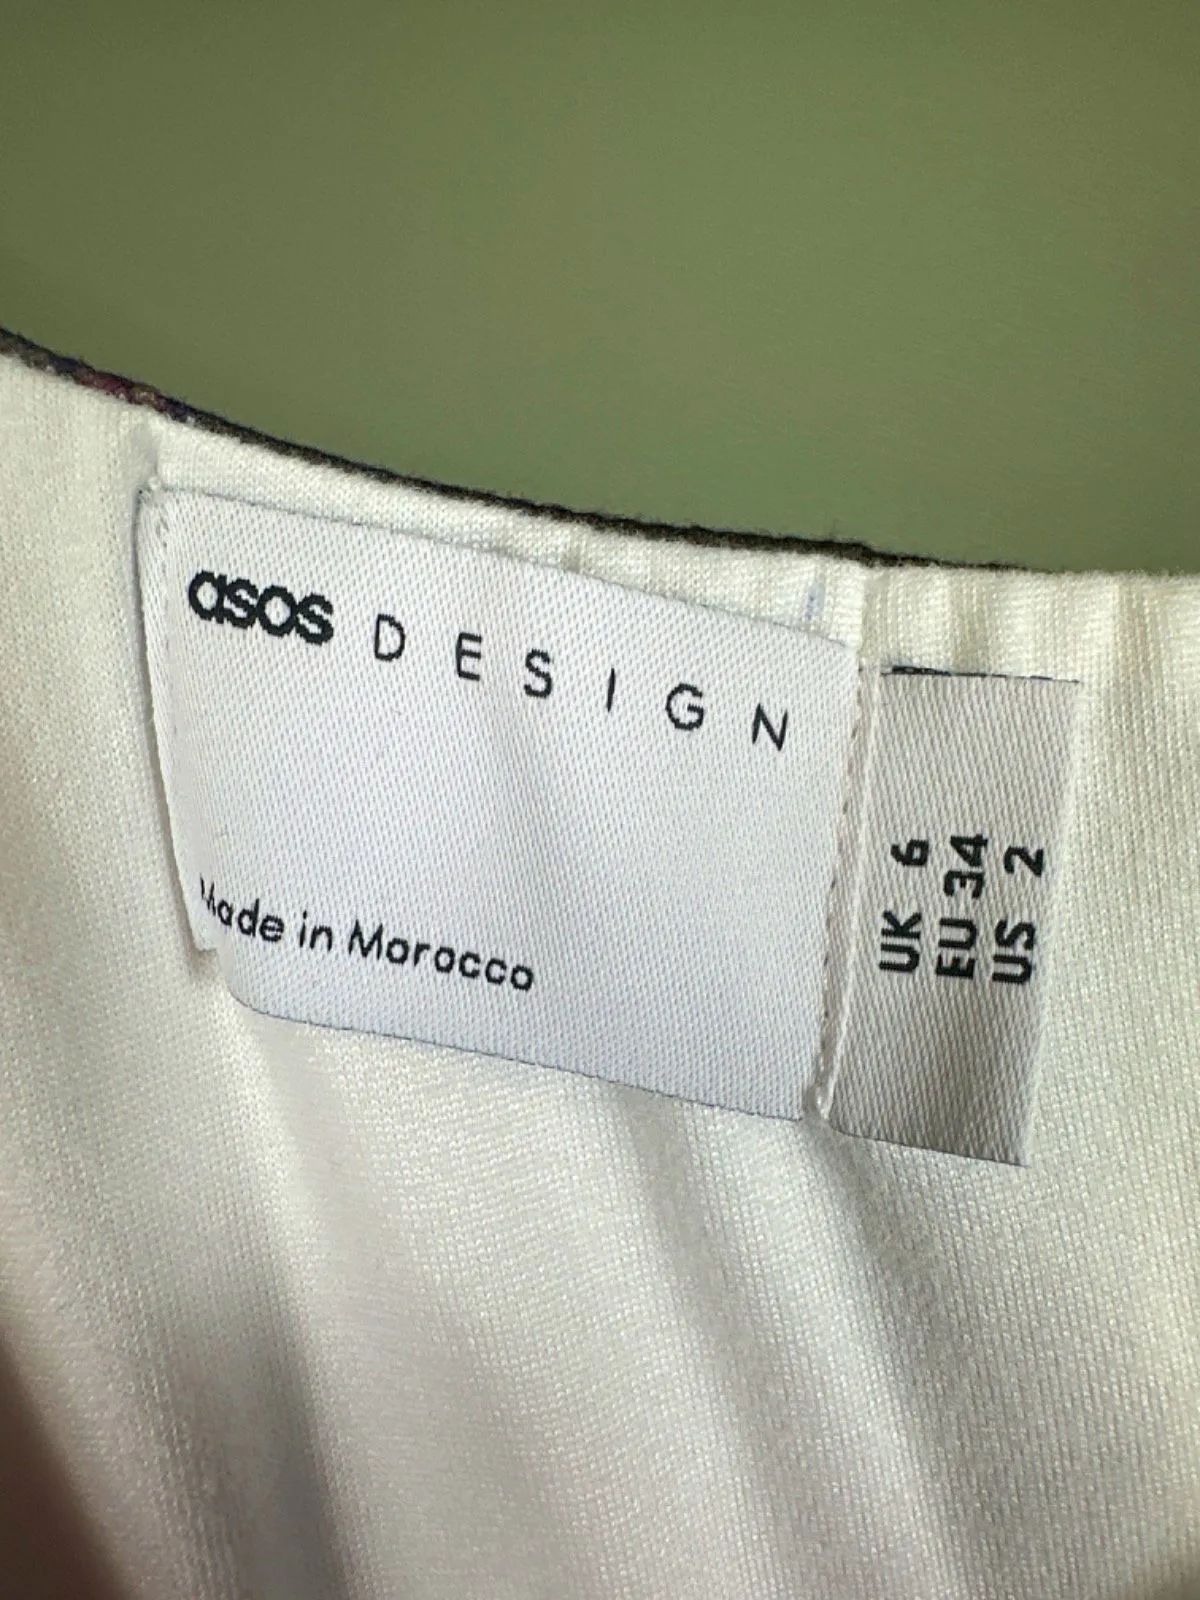 asos DESIGN
Made in Morocco
UK 6
EU 34
US 2